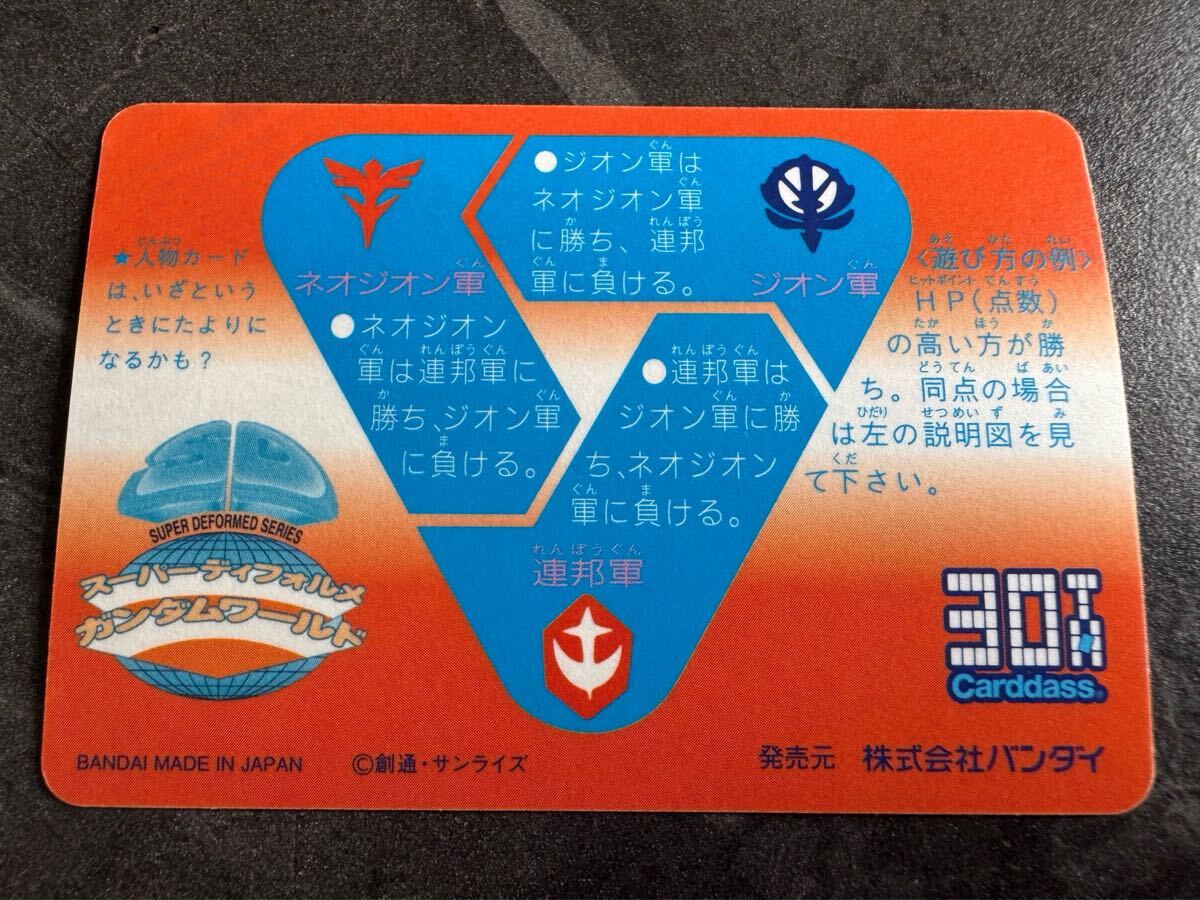 ●ジオン軍は
ネオジオン軍
に勝ち、連邦
軍に負ける。
ネオジオン軍
ジオン軍
●ネオジオン
軍は連邦軍に
勝ち、ジオン軍
に負ける。
●連邦軍は
ジオン軍に勝
ち、ネオジオン
軍に負ける。
連邦軍
★人物カード
は、いざという
ときにたよりに
なるかも？
〈遊び方の例〉
HP(点数)
の高い方が勝
ち。同点の場合
は左の説明図を見
て下さい。
SUPER DEFORMED SERIES
スーパーディフォルメ
ガンダムワールド
30TH
Carddass®
BANDAI MADE IN JAPAN
©創通・サンライズ
発売元 株式会社バンダイ